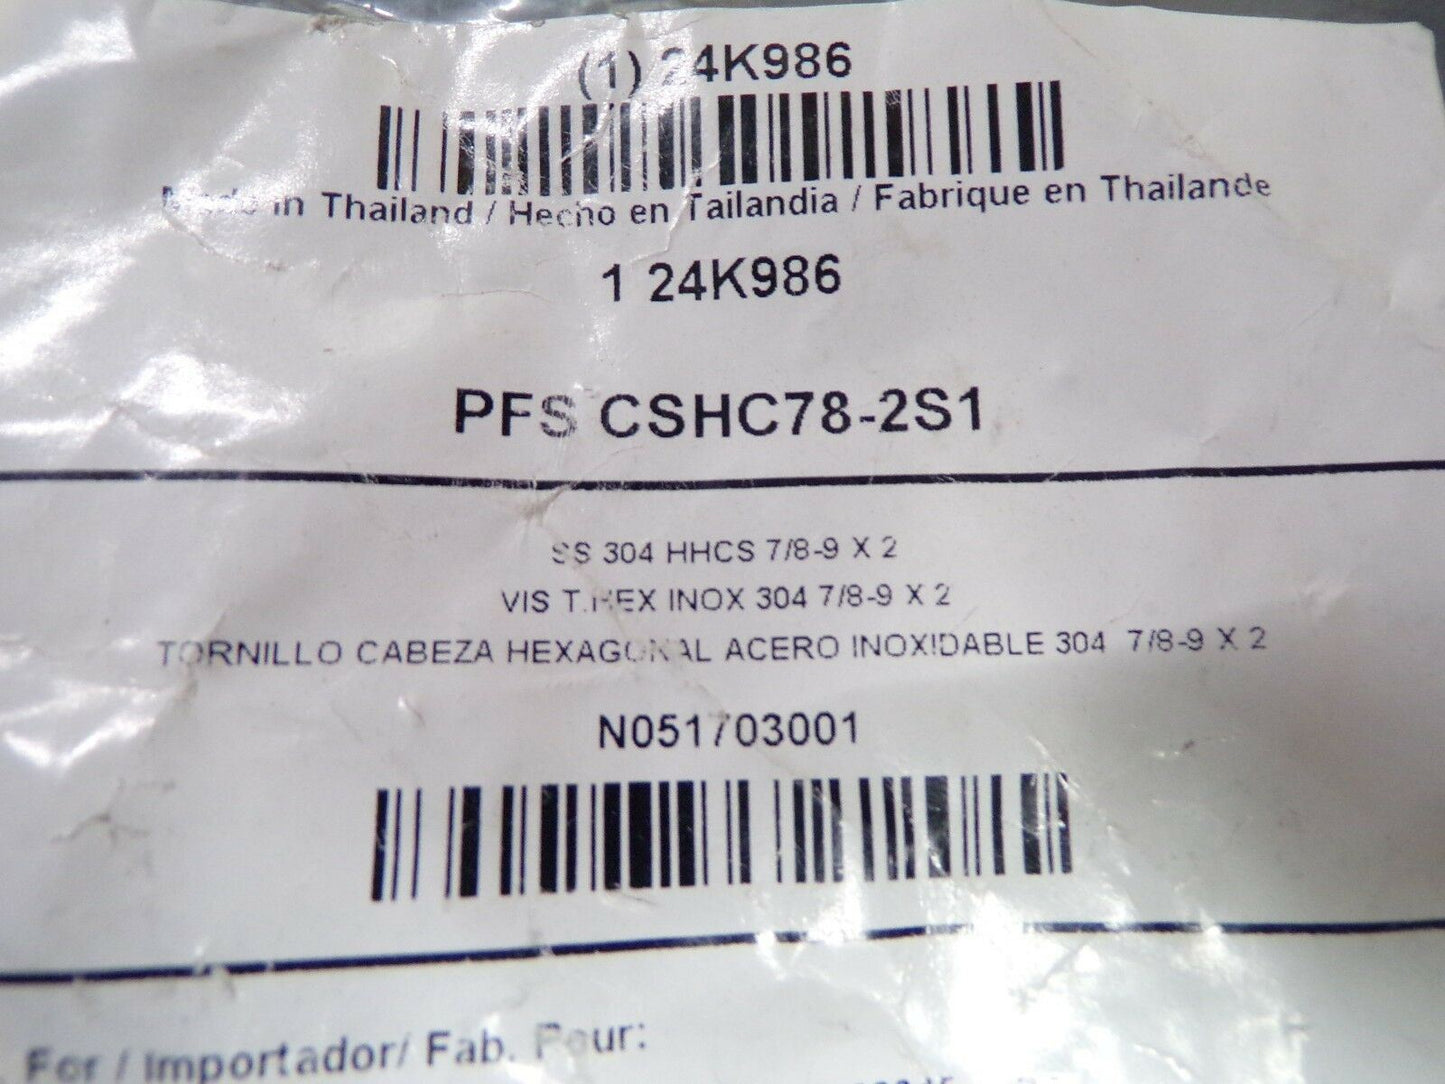 (1) 24K986
Made in Thailand / Hecho en Tailandia / Fabrique en Thailande
1 24K986
PFS CSHC78-2S1
SS 304 HHCS 7/8-9 X 2
VIS T.HEX INOX 304 7/8-9 X 2
TORNILLO CABEZA HEXAGONAL ACERO INOXIDABLE 304 7/8-9 X 2
N051703001
For / Importador/ Fab. Pour: